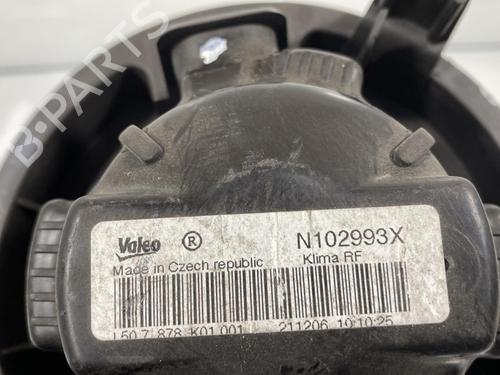 B-PARTS
Valeo ® N102993X
Made in Czech republic Klima RF
L50.7.878 K01 001 211206 10:10:25